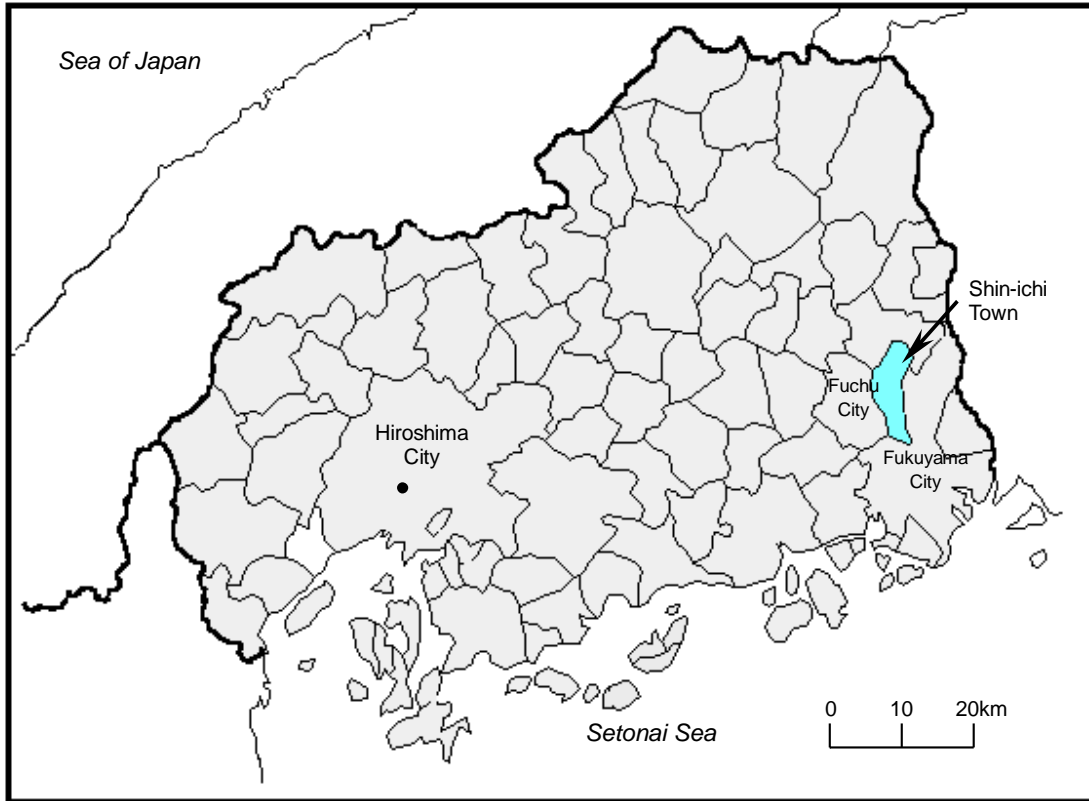 Sea of Japan
Shin-ichi
Town
Fuchu
City
Hiroshima
City
Fukuyama
City
Setonai Sea
0 10 20km